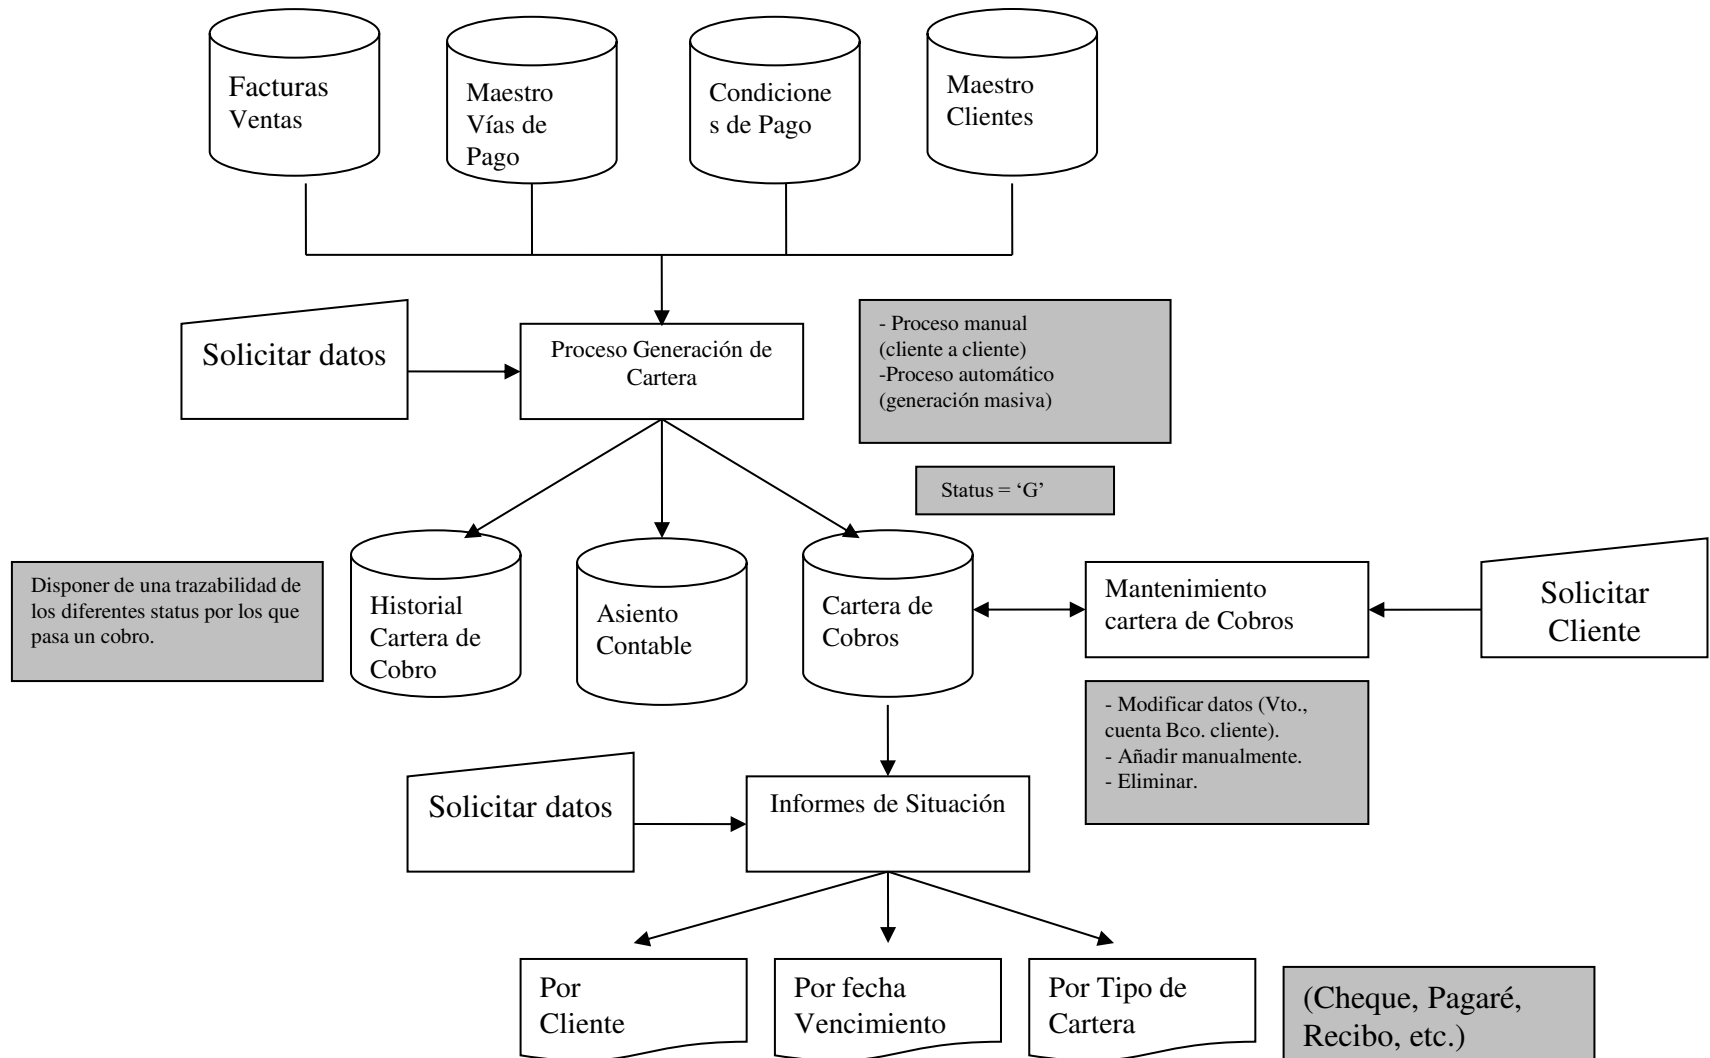 Facturas
Ventas
Maestro
Vías de
Pago
Condicione
s de Pago
Maestro
Clientes
Solicitar datos
Proceso Generación de
Cartera
- Proceso manual
(cliente a cliente)
-Proceso automático
(generación masiva)
Status = ‘G’
Disponer de una trazabilidad de
los diferentes status por los que
pasa un cobro.
Historial
Cartera de
Cobro
Asiento
Contable
Cartera de
Cobros
Mantenimiento
cartera de Cobros
Solicitar
Cliente
- Modificar datos (Vto.,
cuenta Bco. cliente).
- Añadir manualmente.
- Eliminar.
Solicitar datos
Informes de Situación
Por
Cliente
Por fecha
Vencimiento
Por Tipo de
Cartera
(Cheque, Pagaré,
Recibo, etc.)